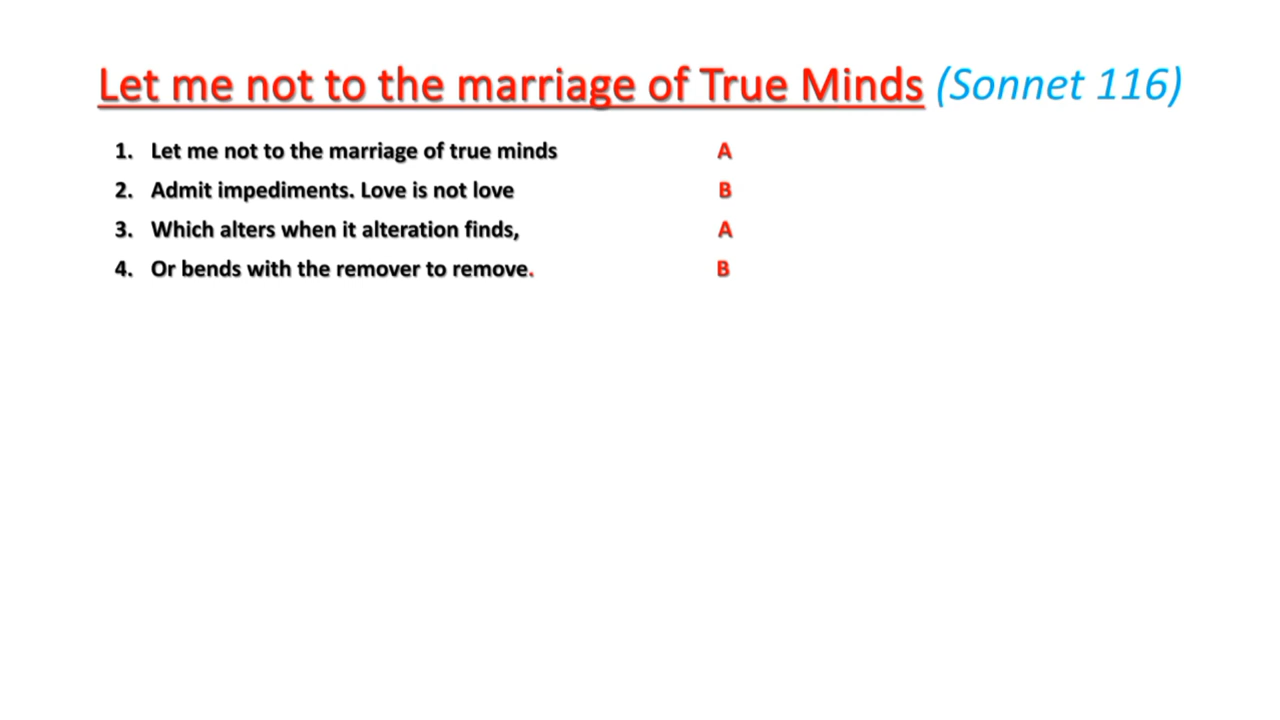 Let me not to the marriage of True Minds (Sonnet 116)
1. Let me not to the marriage of true minds A
2. Admit impediments. Love is not love B
3. Which alters when it alteration finds, A
4. Or bends with the remover to remove. B